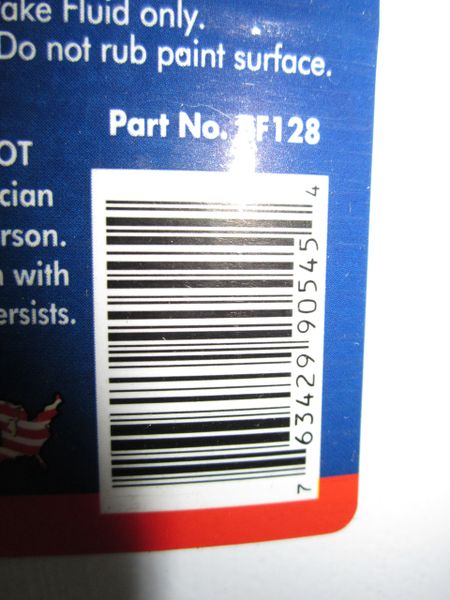 ake Fluid only.
Do not rub paint surface.
Part No. F128
OT
cian
rson.
with
ersists.
7 63429 90545 4